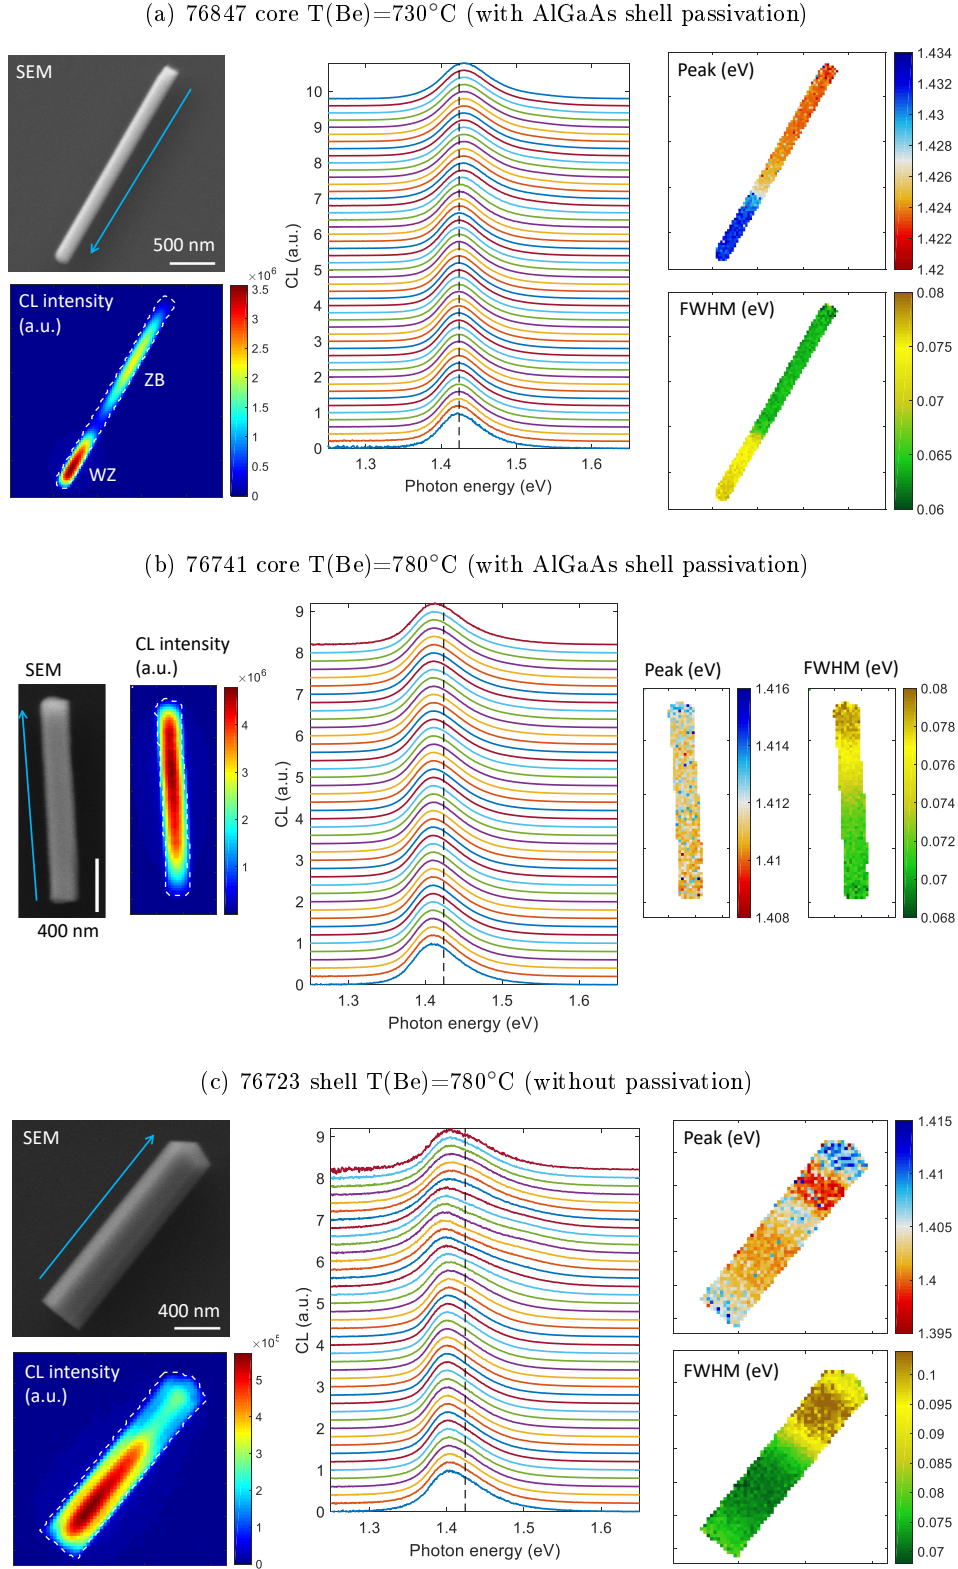 (a) 76847 core T(Be)=730°C (with AlGaAs shell passivation)
SEM
500 nm
CL intensity
(a.u.)
ZB
WZ
×10⁶
3.5
3
2.5
2
1.5
1
0.5
0
CL (a.u.)
10
9
8
7
6
5
4
3
2
1
0
1.3 1.4 1.5 1.6
Photon energy (eV)
Peak (eV)
1.434
1.432
1.43
1.428
1.426
1.424
1.422
1.42
FWHM (eV)
0.08
0.075
0.07
0.065
0.06
(b) 76741 core T(Be)=780°C (with AlGaAs shell passivation)
SEM
400 nm
CL intensity
(a.u.)
×10⁶
4
3
2
1
CL (a.u.)
9
8
7
6
5
4
3
2
1
0
1.3 1.4 1.5 1.6
Photon energy (eV)
Peak (eV)
1.416
1.414
1.412
1.41
1.408
FWHM (eV)
0.08
0.078
0.076
0.074
0.072
0.07
0.068
(c) 76723 shell T(Be)=780°C (without passivation)
SEM
400 nm
CL intensity
(a.u.)
×10⁵
5
4
3
2
1
0
CL (a.u.)
9
8
7
6
5
4
3
2
1
0
1.3 1.4 1.5 1.6
Photon energy (eV)
Peak (eV)
1.415
1.41
1.405
1.4
1.395
FWHM (eV)
0.1
0.095
0.09
0.085
0.08
0.075
0.07